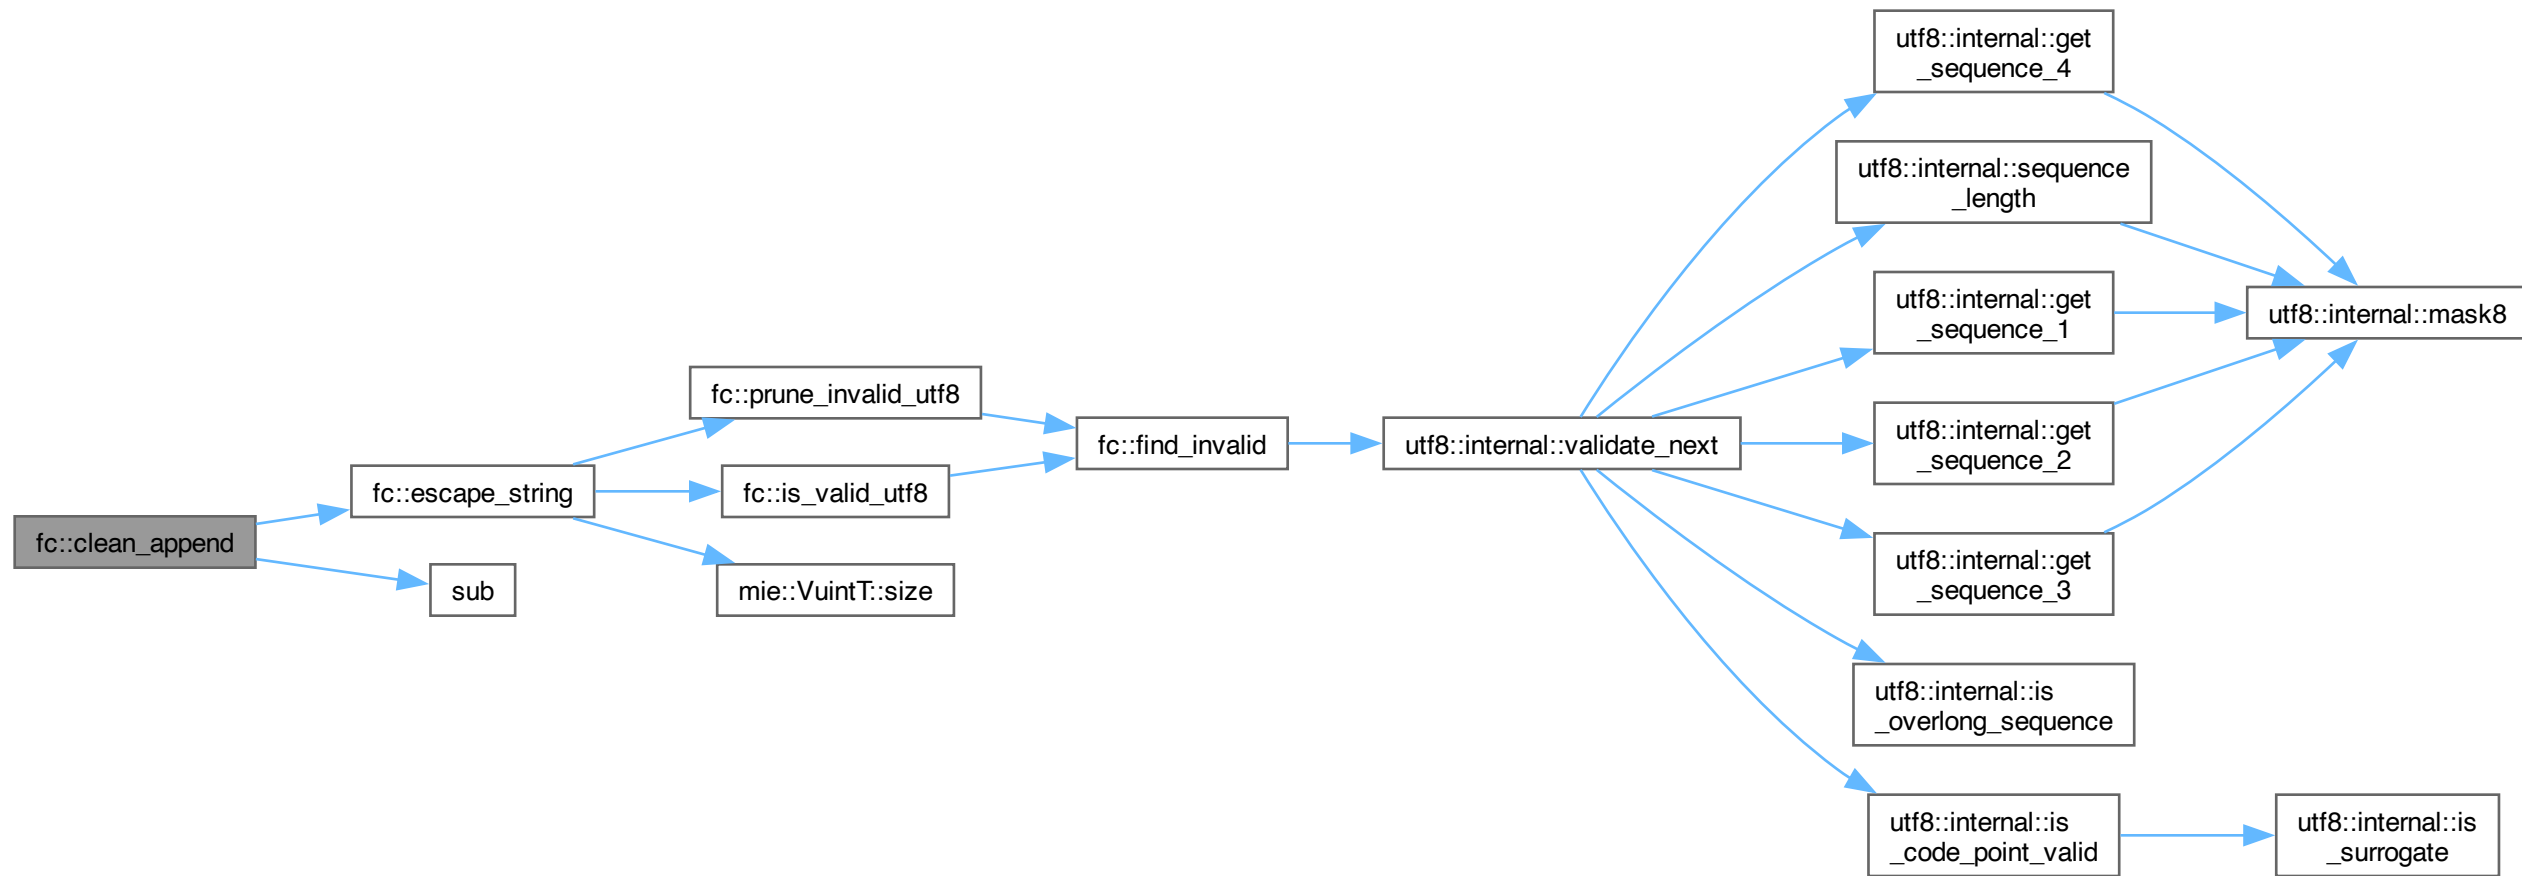 fc::clean_append
fc::escape_string
sub
fc::prune_invalid_utf8
fc::is_valid_utf8
mie::VuintT::size
fc::find_invalid
utf8::internal::validate_next
utf8::internal::get
_sequence_4
utf8::internal::sequence
_length
utf8::internal::get
_sequence_1
utf8::internal::get
_sequence_2
utf8::internal::get
_sequence_3
utf8::internal::is
_overlong_sequence
utf8::internal::is
_code_point_valid
utf8::internal::mask8
utf8::internal::is
_surrogate